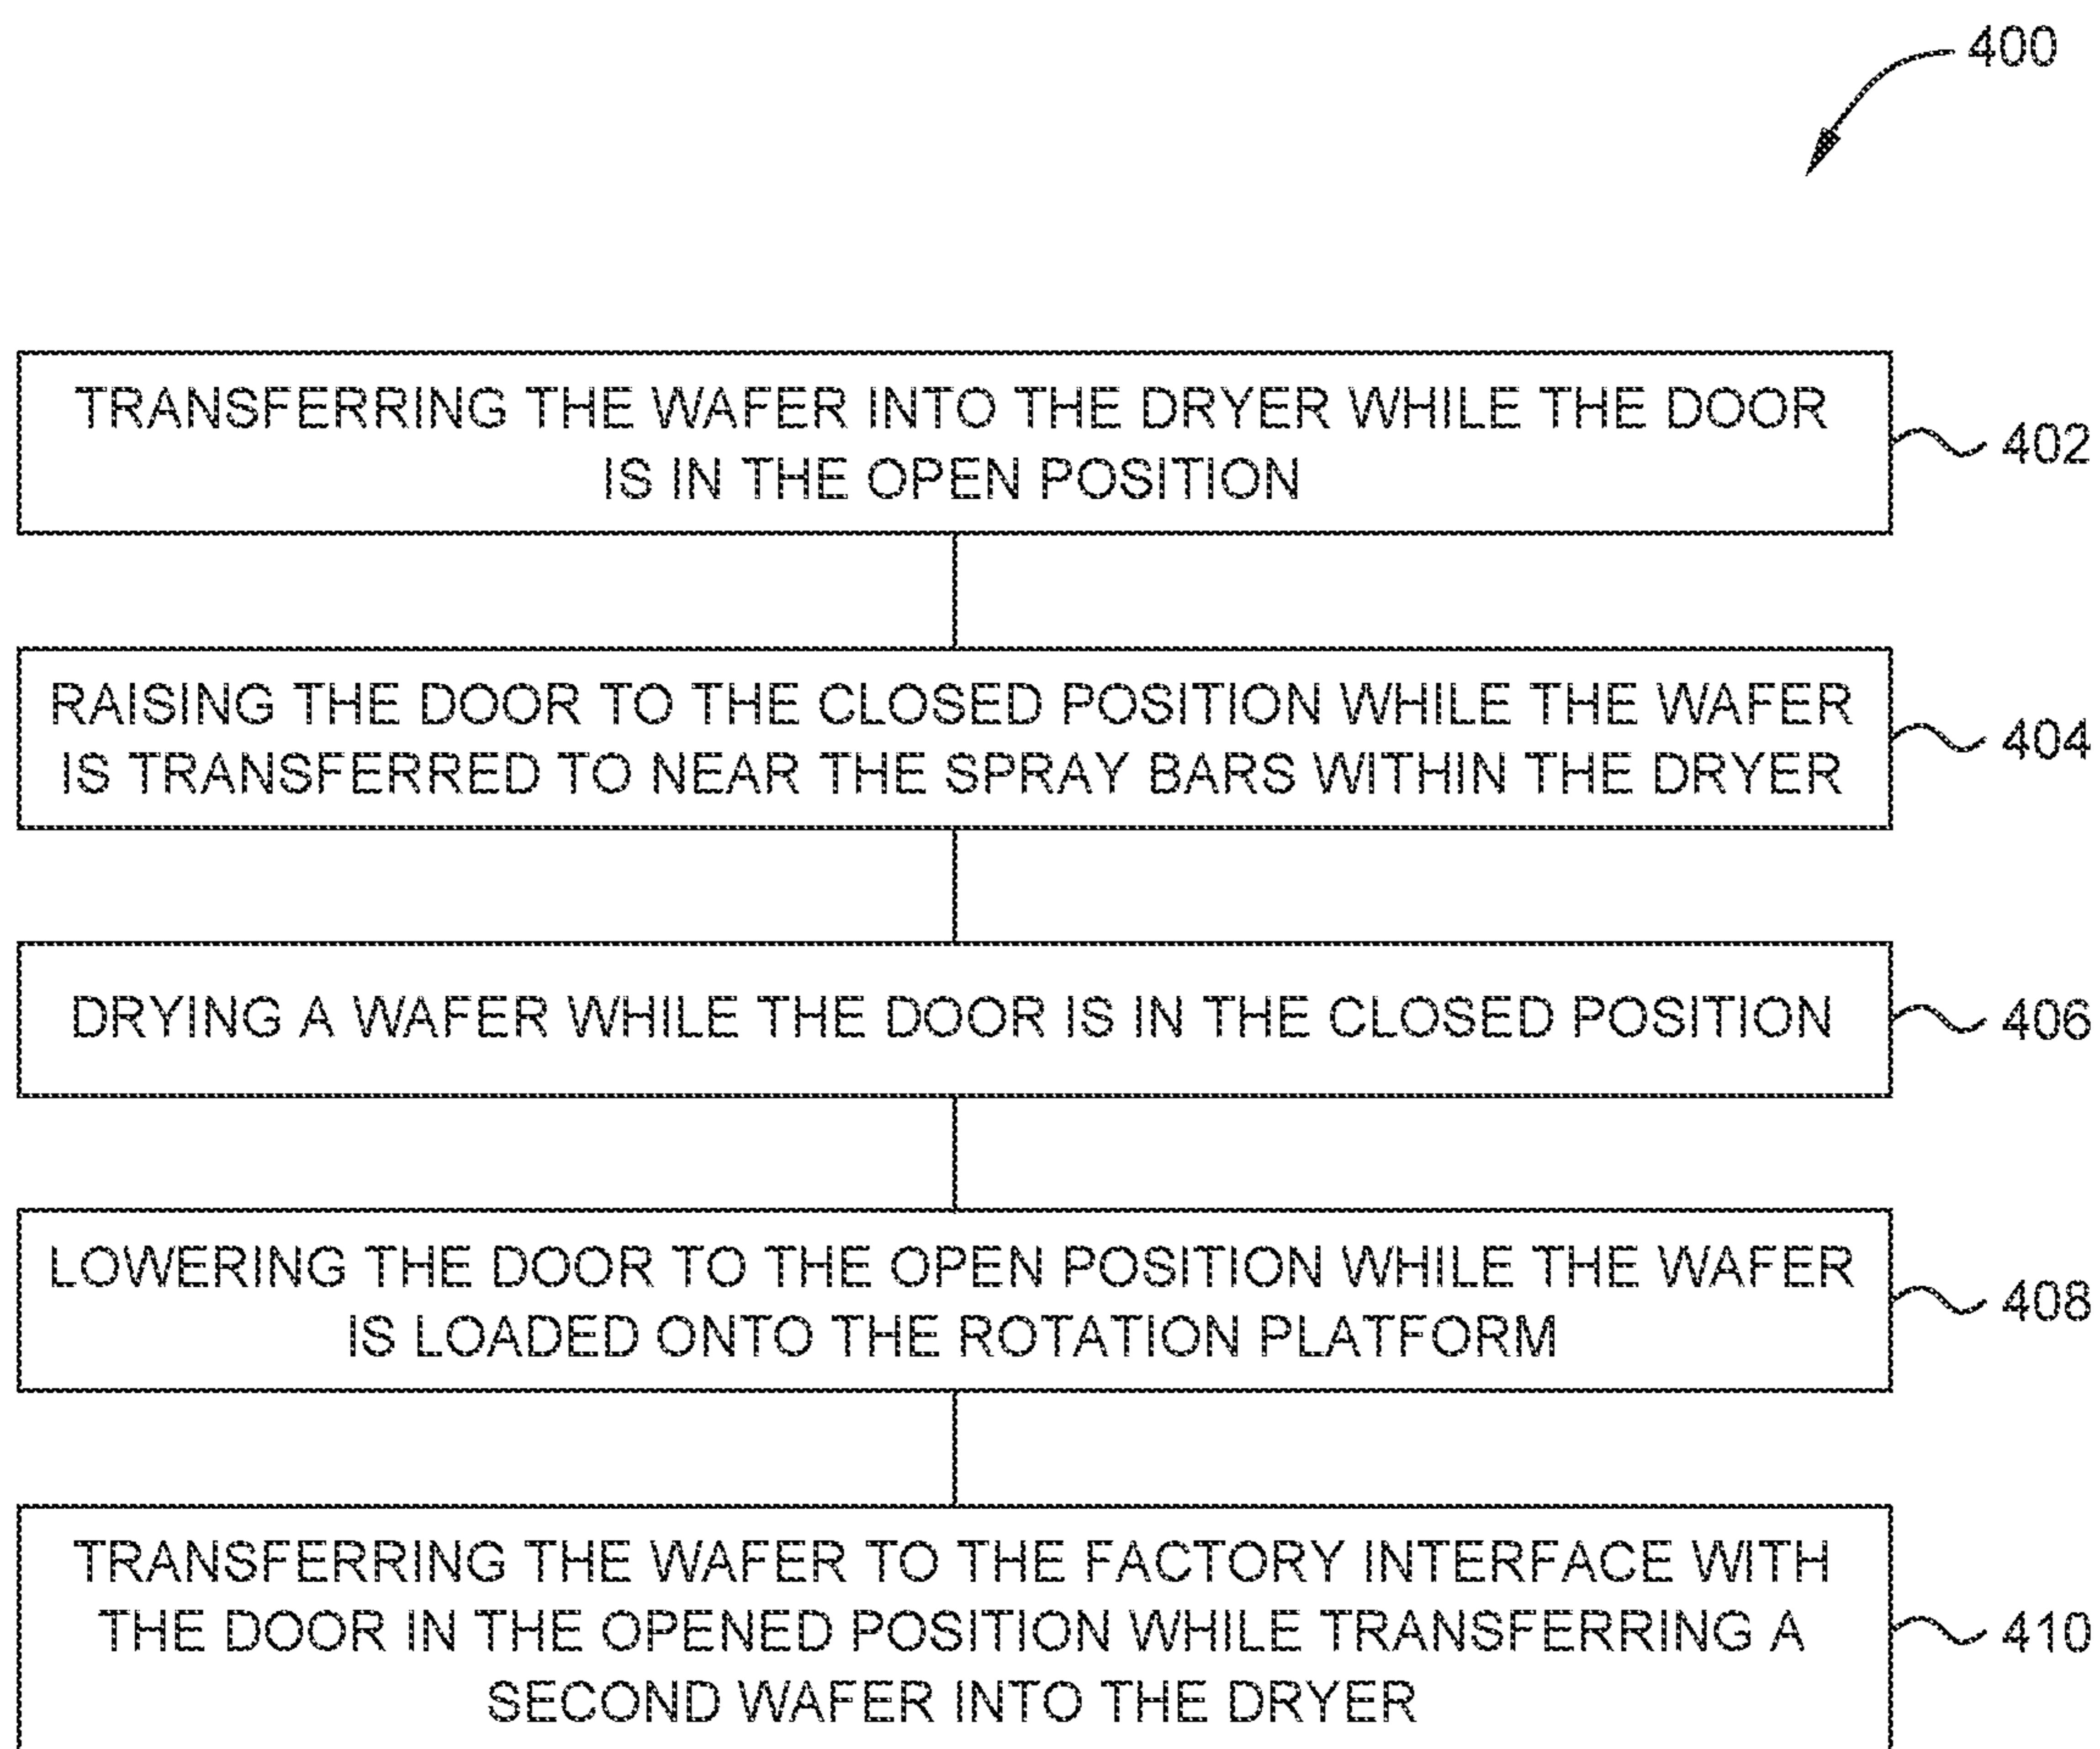 400
TRANSFERRING THE WAFER INTO THE DRYER WHILE THE DOOR
IS IN THE OPEN POSITION
402
RAISING THE DOOR TO THE CLOSED POSITION WHILE THE WAFER
IS TRANSFERRED TO NEAR THE SPRAY BARS WITHIN THE DRYER
404
DRYING A WAFER WHILE THE DOOR IS IN THE CLOSED POSITION
406
LOWERING THE DOOR TO THE OPEN POSITION WHILE THE WAFER
IS LOADED ONTO THE ROTATION PLATFORM
408
TRANSFERRING THE WAFER TO THE FACTORY INTERFACE WITH
THE DOOR IN THE OPENED POSITION WHILE TRANSFERRING A
SECOND WAFER INTO THE DRYER
410